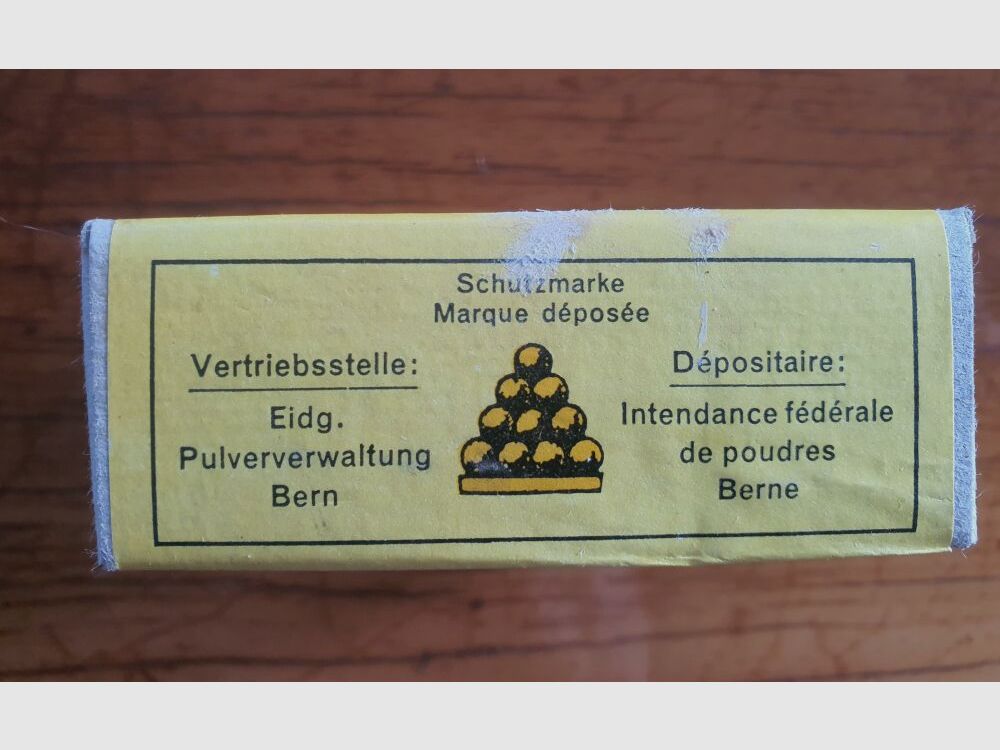 Schutzmarke
Marque déposée
Vertriebsstelle:
Eidg.
Pulververwaltung
Bern
Dépositaire:
Intendance fédérale
de poudres
Berne